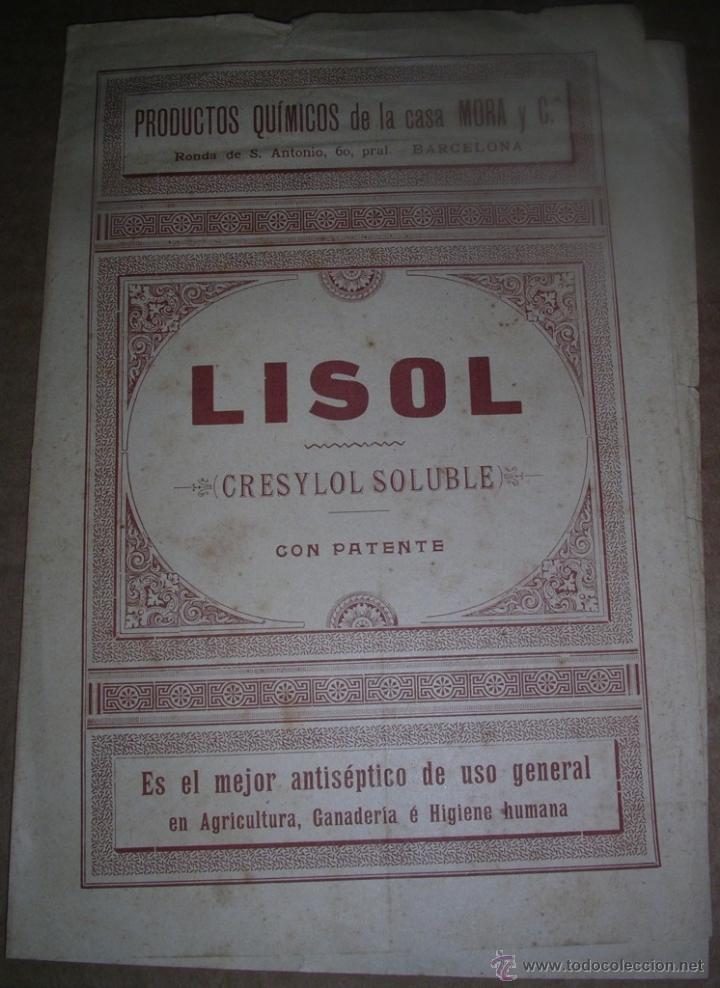 PRODUCTOS QUÍMICOS de la casa MORA y C.ª
Ronda de S. Antonio, 60, pral. - BARCELONA
LISOL
(CRESYLOL SOLUBLE)
CON PATENTE
Es el mejor antiséptico de uso general
en Agricultura, Ganadería é Higiene humana
© www.todocoleccion.net